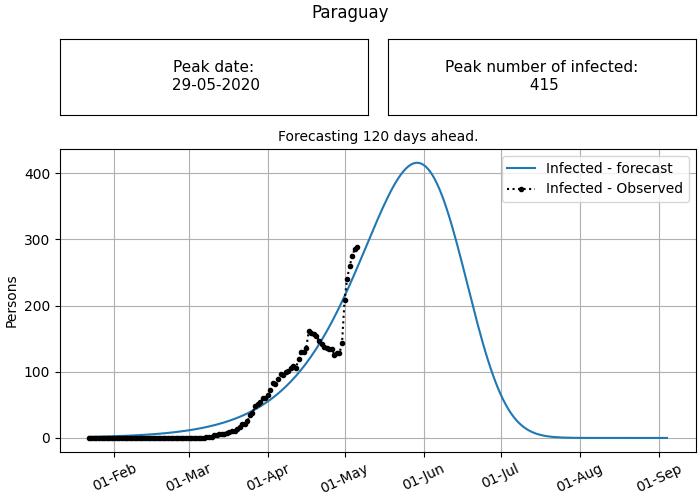 Paraguay
Peak date:
29-05-2020
Peak number of infected:
415
Forecasting 120 days ahead.
Infected - forecast
Infected - Observed
Persons
400
300
200
100
0
01-Feb
01-Mar
01-Apr
01-May
01-Jun
01-Jul
01-Aug
01-Sep